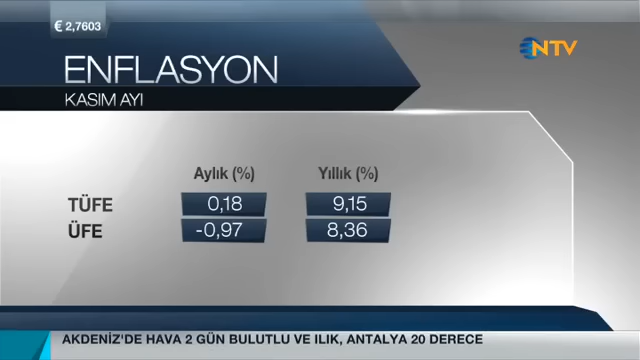 € 2,7603
NTV
ENFLASYON
KASIM AYI
Aylık (%) Yıllık (%)
TÜFE 0,18 9,15
ÜFE -0,97 8,36
AKDENİZ'DE HAVA 2 GÜN BULUTLU VE ILIK, ANTALYA 20 DERECE